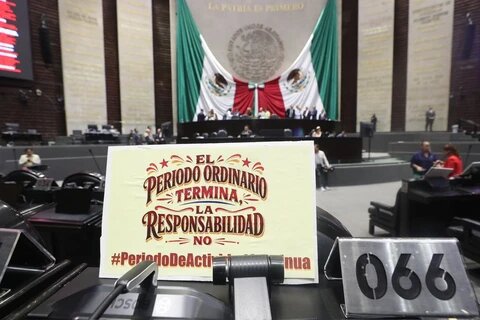 LA PATRIA ES PRIMERO
EL
PERIODO ORDINARIO
TERMINA,
LA
RESPONSABILIDAD
NO
066